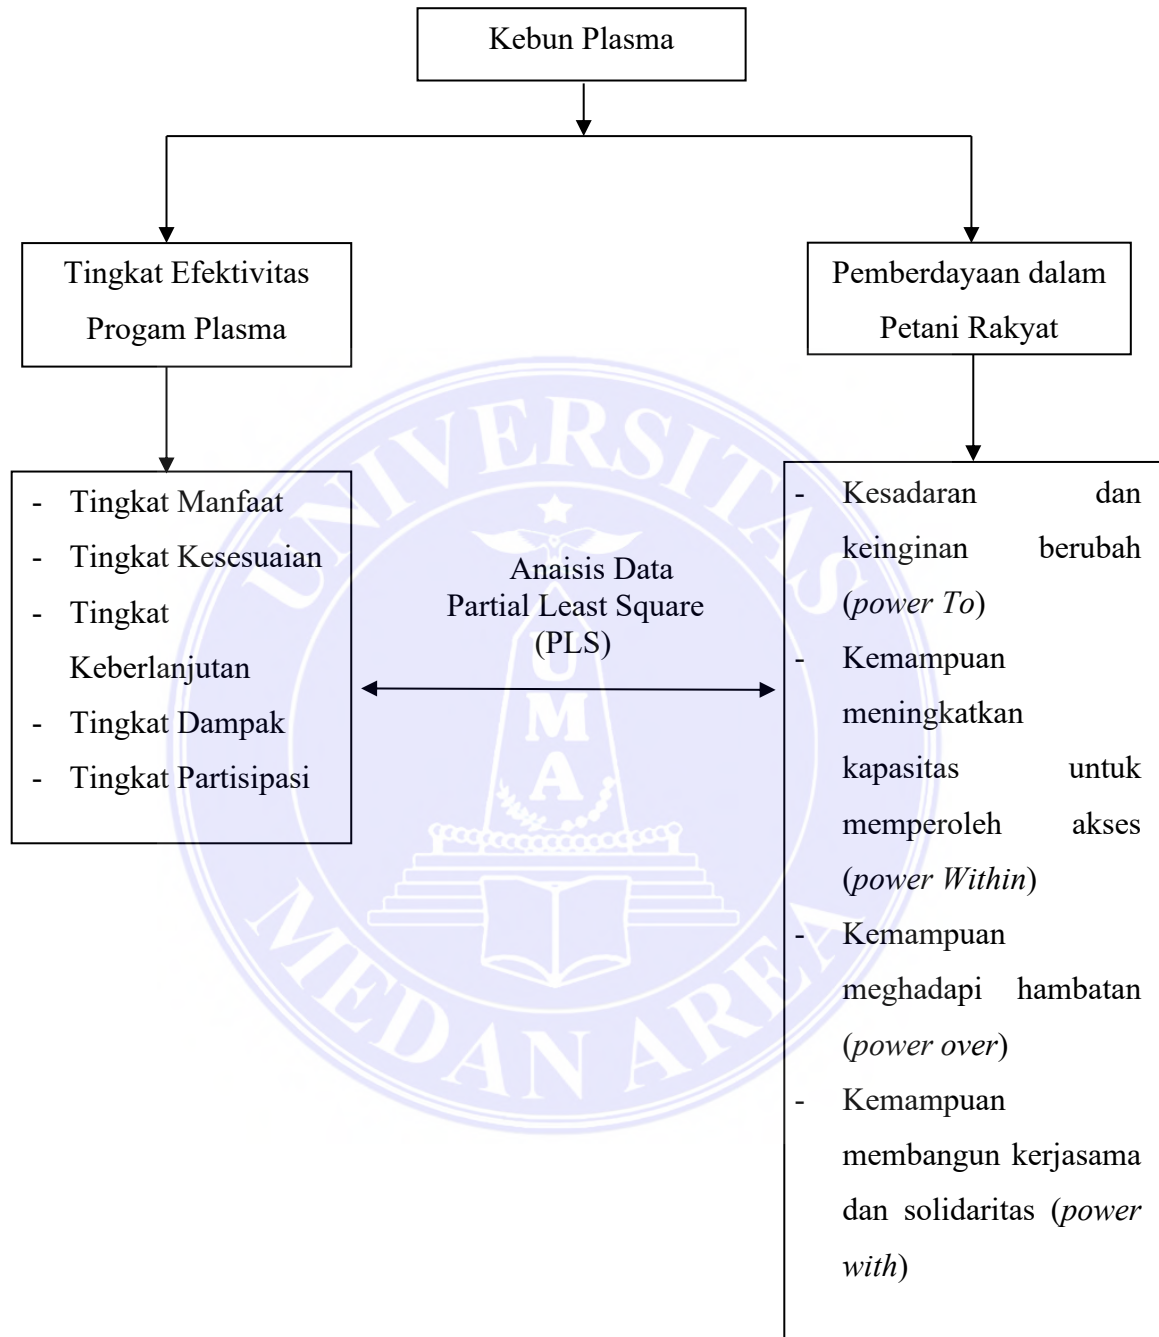 Kebun Plasma
Tingkat Efektivitas
Progam Plasma
Pemberdayaan dalam
Petani Rakyat
- Tingkat Manfaat
- Tingkat Kesesuaian
- Tingkat
Keberlanjutan
- Tingkat Dampak
- Tingkat Partisipasi
Anaisis Data
Partial Least Square
(PLS)
- Kesadaran dan
keinginan berubah
(power To)
- Kemampuan
meningkatkan
kapasitas untuk
memperoleh akses
(power Within)
- Kemampuan
meghadapi hambatan
(power over)
- Kemampuan
membangun kerjasama
dan solidaritas (power
with)
UNIVERSITAS
UMA
MEDAN AREA